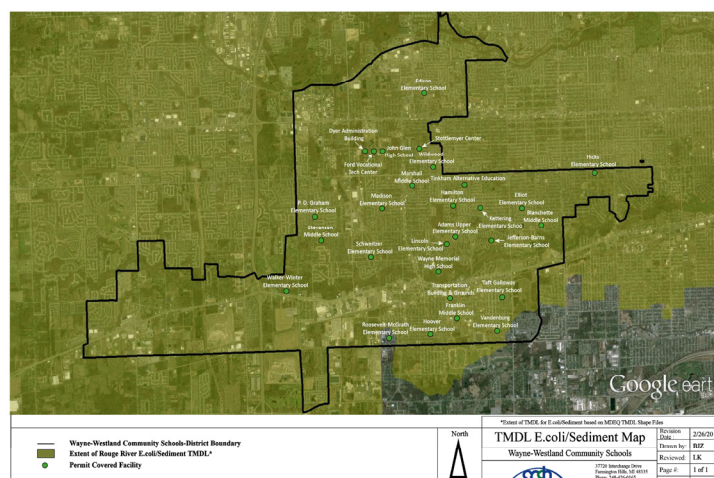 Edison
Elementary School
Dyer Administration
Building
Stottlemyer Center
John Glen
High School
Ford Vocational
Tech Center
Wildwood
Elementary School
Hicks
Elementary School
Marshall
Middle School
Tinkham Alternative Education
Madison
Elementary School
Hamilton
Elementary School
Elliot
Elementary School
P.D. Graham
Elementary School
Kettering
Elementary School
Blanchette
Middle School
Stevenson
Middle School
Adams Upper
Elementary School
Jefferson-Barns
Elementary School
Schweitzer
Elementary School
Lincoln
Elementary School
Wayne Memorial
High School
Walker-Winter
Elementary School
Transportation
Building & Grounds
Taft Galloway
Elementary School
Franklin
Middle School
Roosevelt-McGrath
Elementary School
Hoover
Elementary School
Vandenburg
Elementary School
Google eart
*Extent of TMDL for E.coli/Sediment based on MDEQ TMDL Shape Files
Wayne-Westland Community Schools-District Boundary
Extent of Rouge River E.coli/Sediment TMDL*
Permit Covered Facility
North
TMDL E.coli/Sediment Map
Wayne-Westland Community Schools
37720 Interchange Drive
Farmington Hills, MI 48335
Revision
Date :
2/26/20
Drawn by:
BJZ
Reviewed:
LK
Page #:
1 of 1